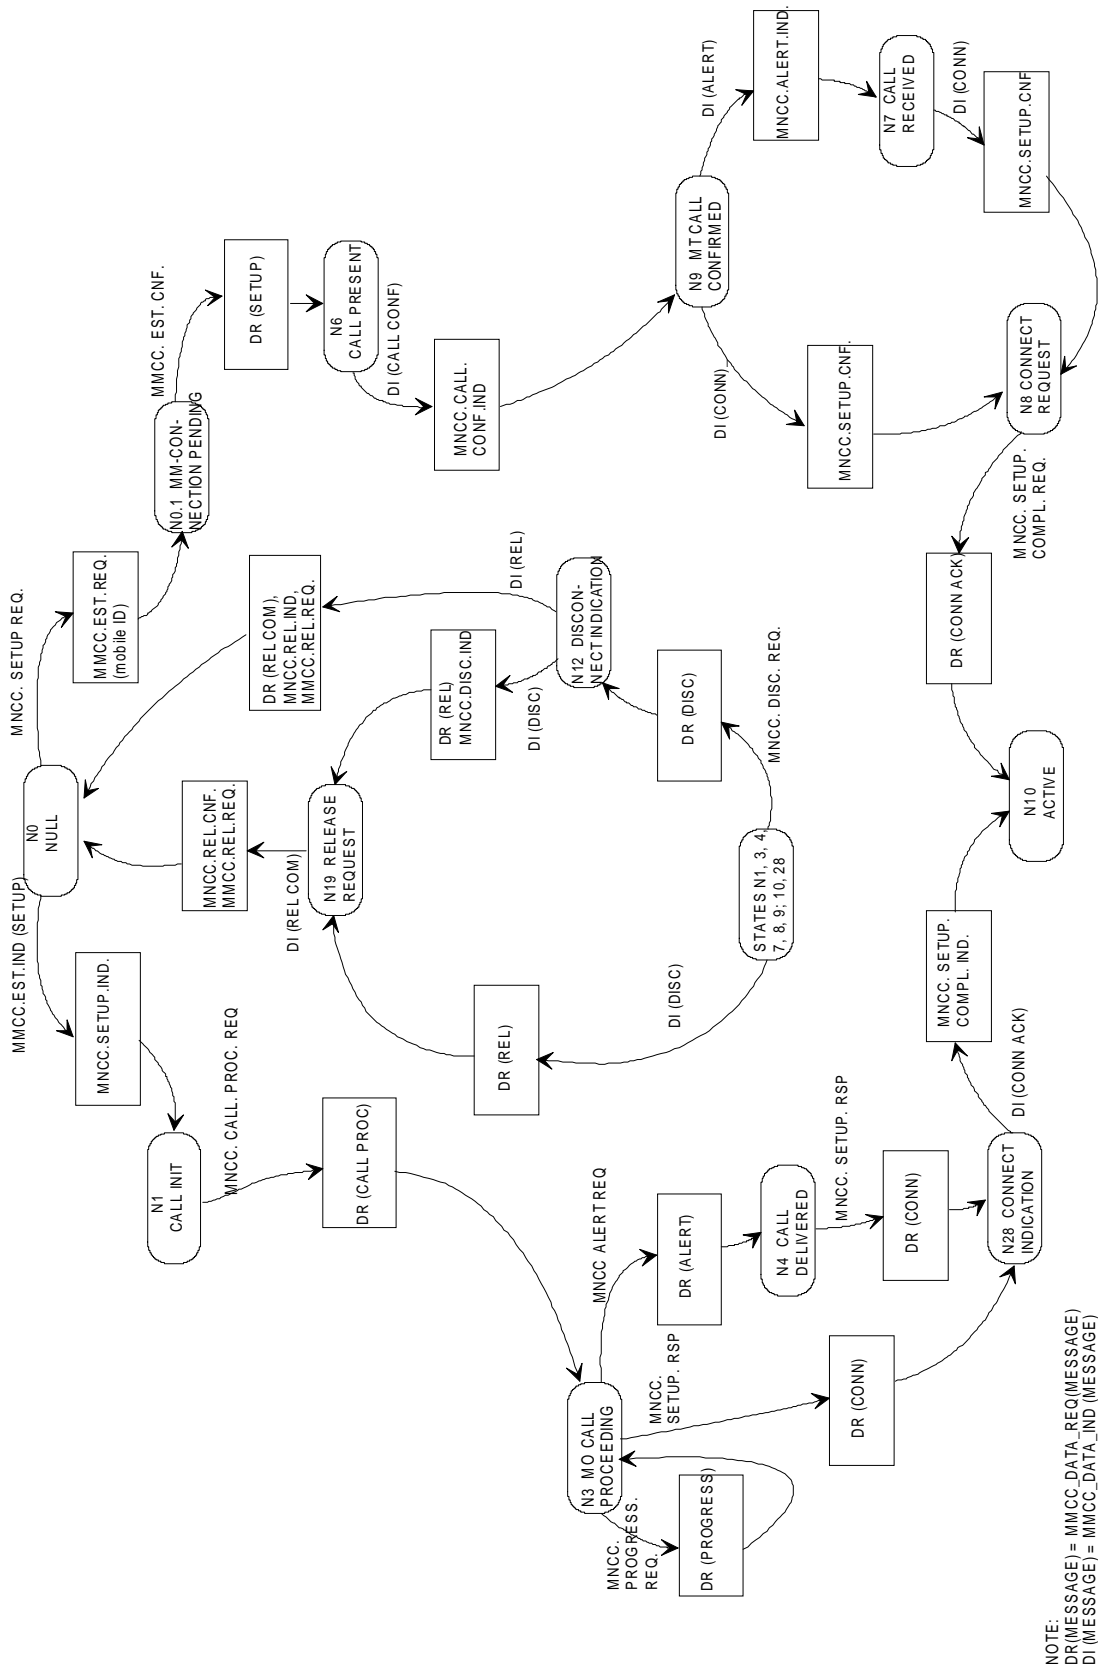 MNCC. SETUP REQ.
MMCC.EST.IND (SETUP)
N0
NULL
MMCC.EST.REQ.
(mobile ID)
MNCC.SETUP.IND.
N0.1 MM-CON-
NECTION PENDING
MMCC. EST. CNF.
N1
CALL INIT
MNCC. CALL. PROC. REQ
DR (SETUP)
DR (REL COM),
MNCC.REL.IND,
MMCC.REL.REQ.
MNCC.REL.CNF.
MMCC.REL.REQ.
N6
CALL PRESENT
DI (CALL CONF)
DI (REL COM)
N19 RELEASE
REQUEST
DR (CALL PROC)
MNCC.CALL.
CONF.IND
DR (REL)
MNCC.DISC.IND
DI (REL)
DI (DISC)
DR (REL)
N12 DISCON-
NECT INDICATION
N3 MO CALL
PROCEEDING
MNCC ALERT REQ
MNCC.
SETUP. RSP
MNCC.
PROGRESS.
REQ.
DR (DISC)
MNCC. DISC. REQ.
DI (DISC)
DR (ALERT)
DR (PROGRESS)
N9 MT CALL
CONFIRMED
DI (ALERT)
DI (CONN)
STATES N1, 3, 4,
7, 8, 9; 10, 28
N4 CALL
DELIVERED
MNCC. SETUP. RSP
MNCC.ALERT.IND.
MNCC.SETUP.CNF.
DR (CONN)
DR (CONN)
N7 CALL
RECEIVED
DI (CONN)
MNCC. SETUP.
COMPL. IND.
DR (CONN ACK)
MNCC.SETUP.CNF
N28 CONNECT
INDICATION
DI (CONN ACK)
N10
ACTIVE
MNCC. SETUP.
COMPL. REQ.
N8 CONNECT
REQUEST
NOTE:
DR(MESSAGE) = MMCC_DATA_REQ(MESSAGE)
DI (MESSAGE) = MMCC_DATA_IND (MESSAGE)